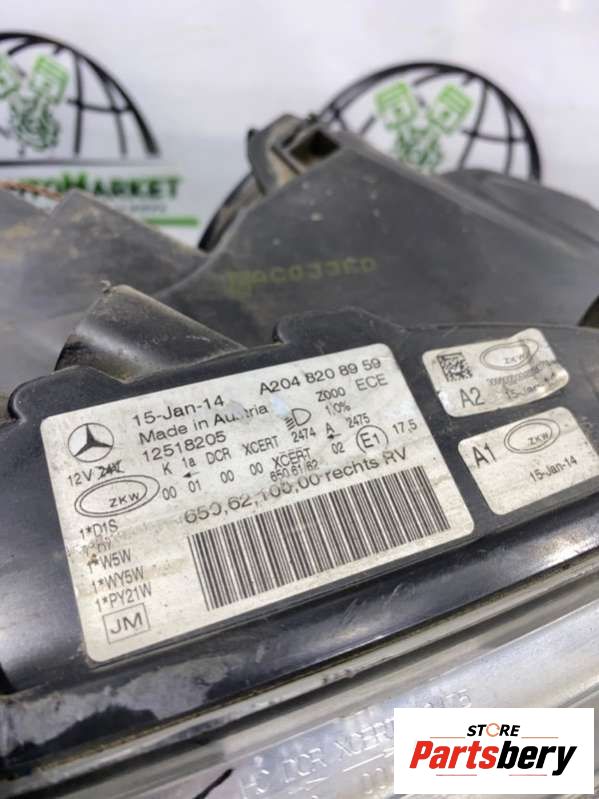 MARKET
15-Jan-14 A204 820 89 59
Made in Austria Z000 ECE
12518205 1.0%
K 1a DCR XCERT 2474 A 2475
12V
00 01 00 00 XCERT 02 E1 17,5
650.61.62
650.62.100.00 rechts RV
ZKW
1*D1S
1*W5W
1*WY5W
1*PY21W
JM
ZKW
A2 15-Jan-14
A1 ZKW
15-Jan-14
DCR
STORE
Partsbery